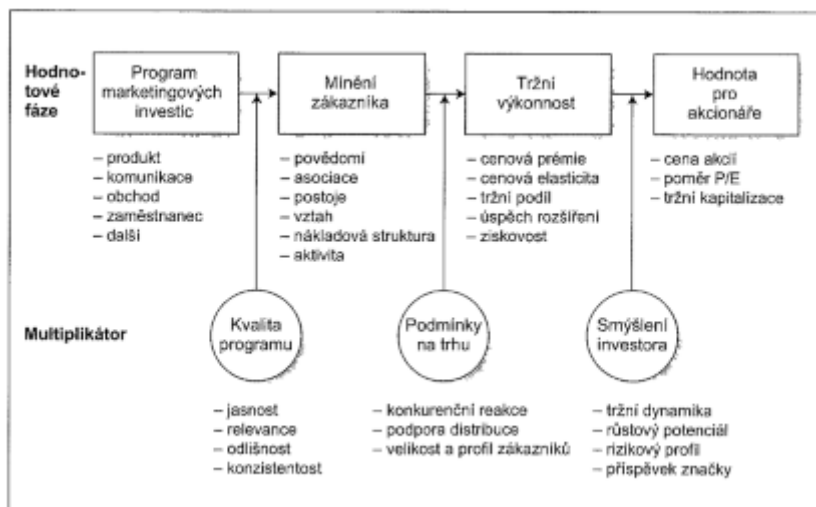 Hodno-
tové
fáze
Program
marketingových
investic
Mínění
zákazníka
Tržní
výkonnost
Hodnota
pro
akcionáře
– produkt
– komunikace
– obchod
– zaměstnanec
– další
– povědomí
– asociace
– postoje
– vztah
– nákladová struktura
– aktivita
– cenová prémie
– cenová elasticita
– tržní podíl
– úspěch rozšíření
– ziskovost
– cena akcií
– poměr P/E
– tržní kapitalizace
Multiplikátor
Kvalita
programu
Podmínky
na trhu
Smýšlení
investora
– jasnost
– relevance
– odlišnost
– konzistentost
– konkurenční reakce
– podpora distribuce
– velikost a profil zákazníků
– tržní dynamika
– růstový potenciál
– rizikový profil
– příspěvek značky